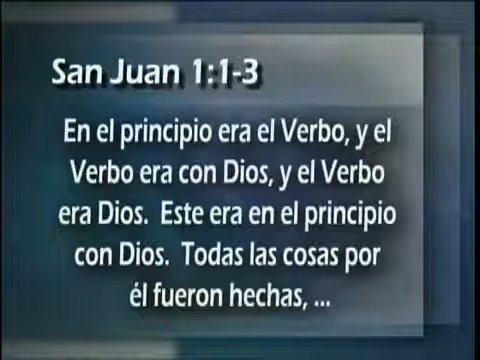 San Juan 1:1-3
En el principio era el Verbo, y el
Verbo era con Dios, y el Verbo
era Dios. Este era en el principio
con Dios. Todas las cosas por
él fueron hechas, ...